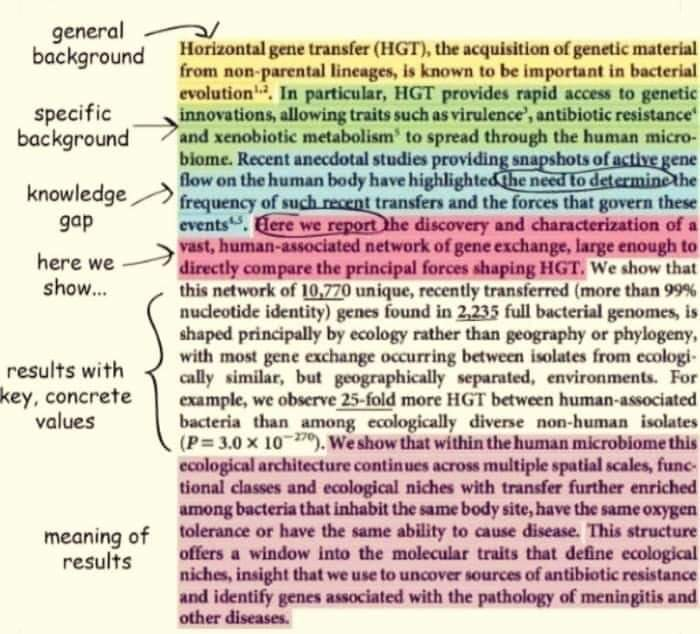 general
background
specific
background
knowledge
gap
here we
show...
results with
key, concrete
values
meaning of
results
Horizontal gene transfer (HGT), the acquisition of genetic material
from non-parental lineages, is known to be important in bacterial
evolution¹,². In particular, HGT provides rapid access to genetic
innovations, allowing traits such as virulence³, antibiotic resistance⁴
and xenobiotic metabolism⁵ to spread through the human micro-
biome. Recent anecdotal studies providing snapshots of active gene
flow on the human body have highlighted the need to determine the
frequency of such recent transfers and the forces that govern these
events⁴,⁵. Here we report the discovery and characterization of a
vast, human-associated network of gene exchange, large enough to
directly compare the principal forces shaping HGT. We show that
this network of 10,770 unique, recently transferred (more than 99%
nucleotide identity) genes found in 2,235 full bacterial genomes, is
shaped principally by ecology rather than geography or phylogeny,
with most gene exchange occurring between isolates from ecologi-
cally similar, but geographically separated, environments. For
example, we observe 25-fold more HGT between human-associated
bacteria than among ecologically diverse non-human isolates
(P = 3.0 × 10⁻²⁷⁰). We show that within the human microbiome this
ecological architecture continues across multiple spatial scales, func-
tional classes and ecological niches with transfer further enriched
among bacteria that inhabit the same body site, have the same oxygen
tolerance or have the same ability to cause disease. This structure
offers a window into the molecular traits that define ecological
niches, insight that we use to uncover sources of antibiotic resistance
and identify genes associated with the pathology of meningitis and
other diseases.